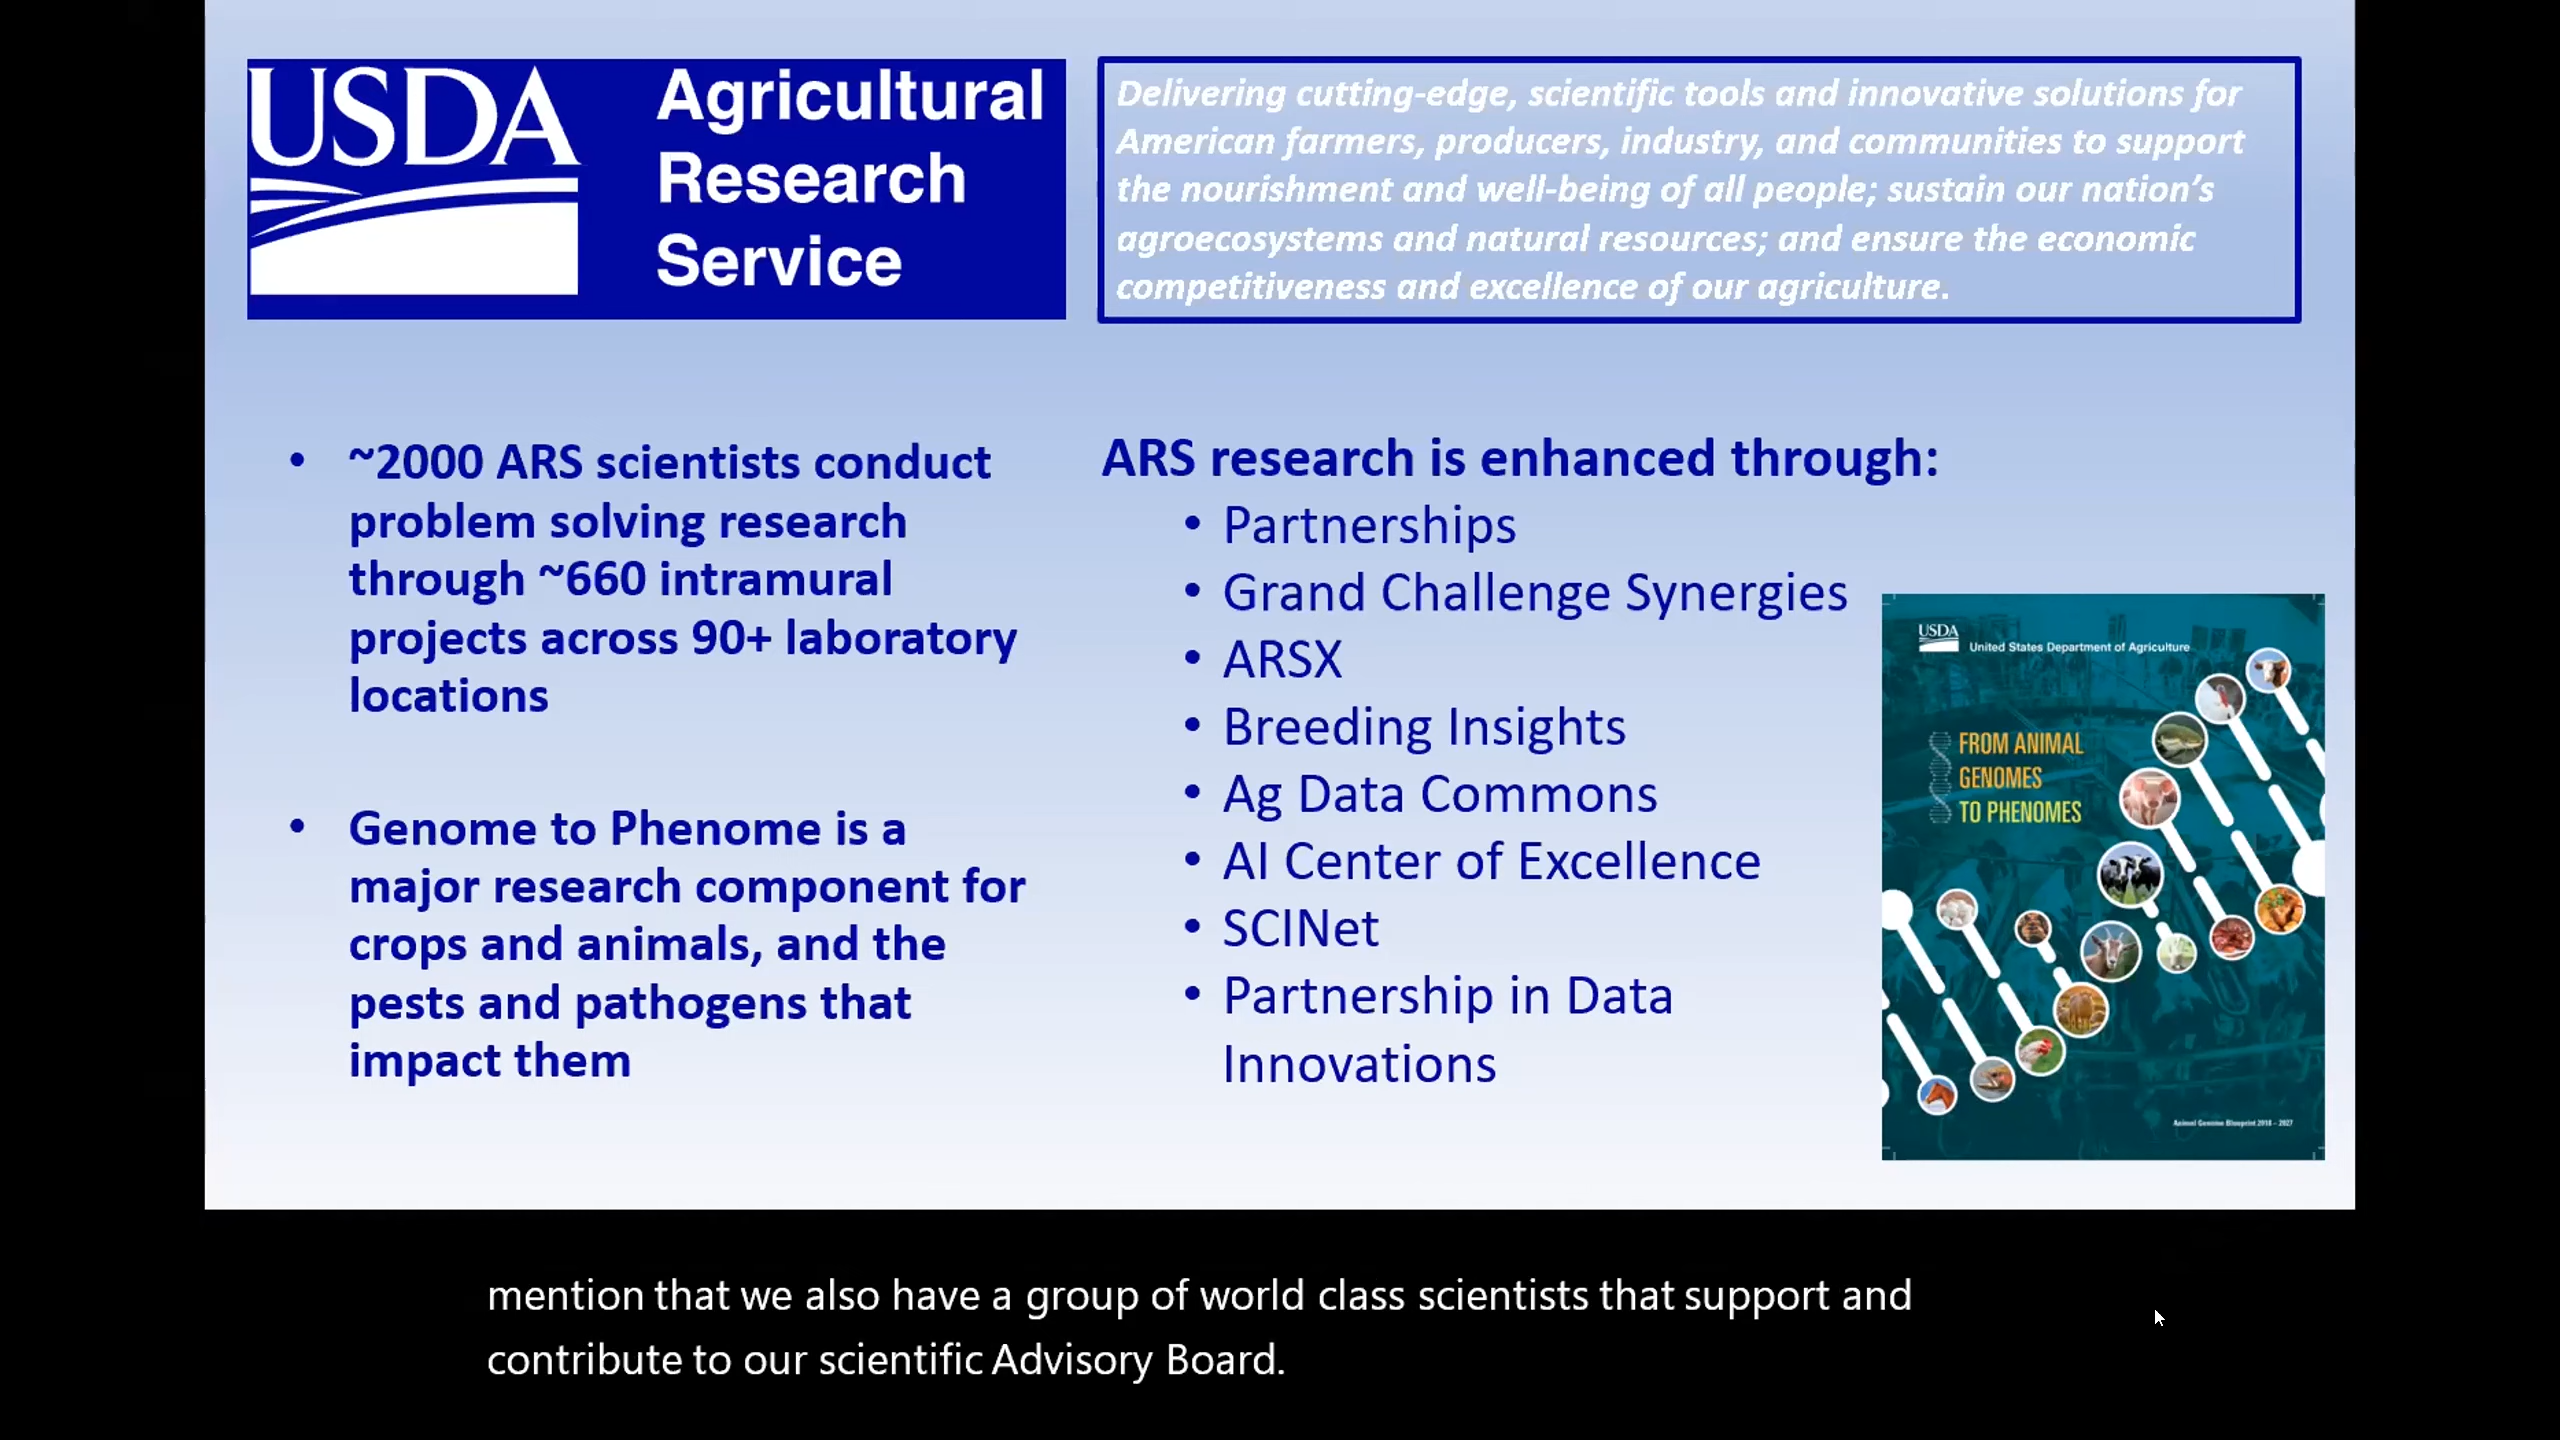 USDA
Agricultural
Research
Service
Delivering cutting-edge, scientific tools and innovative solutions for
American farmers, producers, industry, and communities to support
the nourishment and well-being of all people; sustain our nation’s
agroecosystems and natural resources; and ensure the economic
competitiveness and excellence of our agriculture.
• ~2000 ARS scientists conduct
problem solving research
through ~660 intramural
projects across 90+ laboratory
locations
• Genome to Phenome is a
major research component for
crops and animals, and the
pests and pathogens that
impact them
ARS research is enhanced through:
• Partnerships
• Grand Challenge Synergies
• ARSX
• Breeding Insights
• Ag Data Commons
• AI Center of Excellence
• SCINet
• Partnership in Data
Innovations
USDA
United States Department of Agriculture
FROM ANIMAL
GENOMES
TO PHENOMES
Animal Genome Blueprint 2018 – 2027
mention that we also have a group of world class scientists that support and
contribute to our scientific Advisory Board.